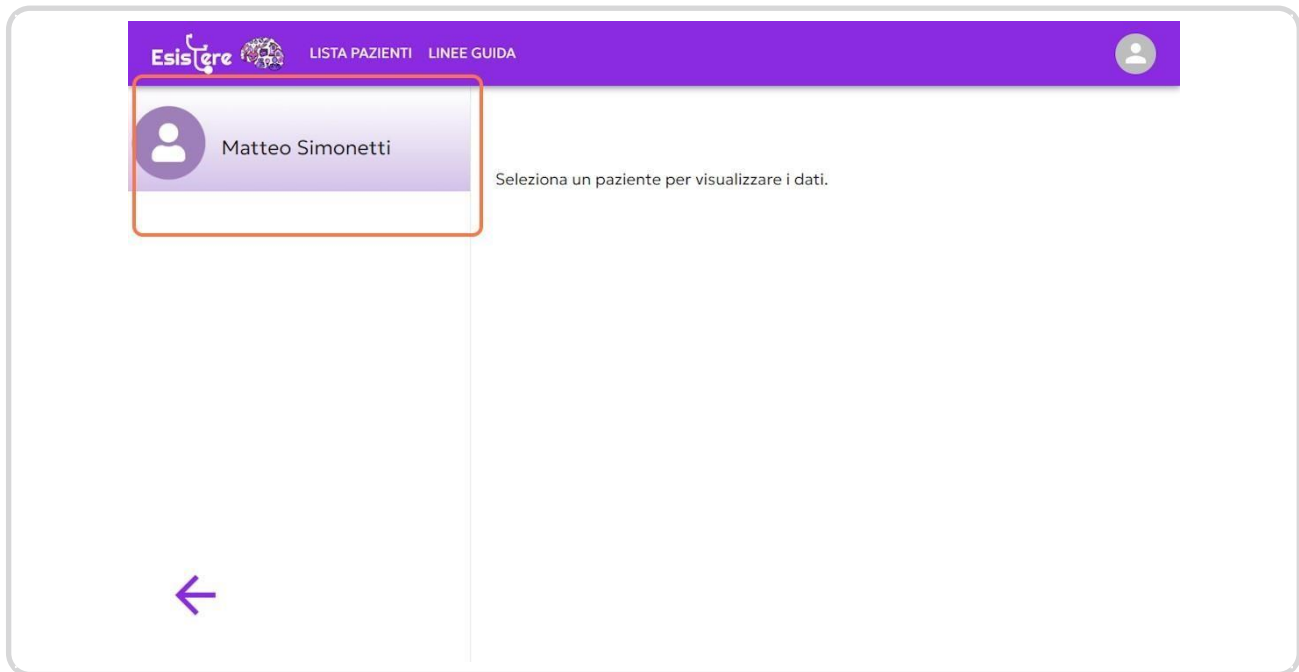 Esistere
LISTA PAZIENTI LINEE GUIDA
Matteo Simonetti
Seleziona un paziente per visualizzare i dati.